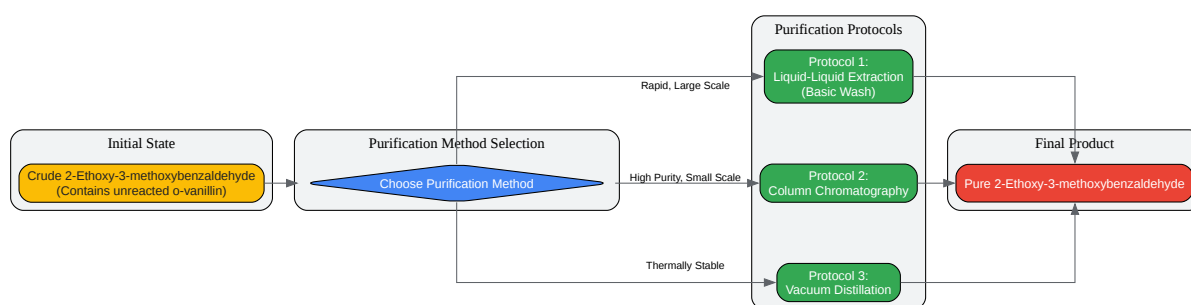 Initial State
Crude 2-Ethoxy-3-methoxybenzaldehyde
(Contains unreacted o-vanillin)
Purification Method Selection
Choose Purification Method
Rapid, Large Scale
High Purity, Small Scale
Thermally Stable
Purification Protocols
Protocol 1:
Liquid-Liquid Extraction
(Basic Wash)
Protocol 2:
Column Chromatography
Protocol 3:
Vacuum Distillation
Final Product
Pure 2-Ethoxy-3-methoxybenzaldehyde